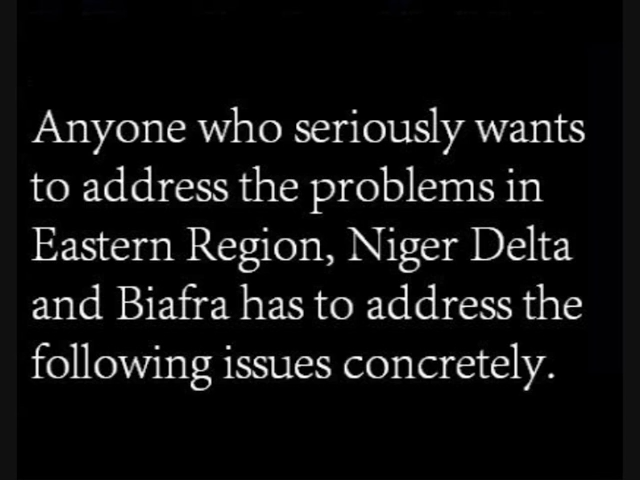 Anyone who seriously wants
to address the problems in
Eastern Region, Niger Delta
and Biafra has to address the
following issues concretely.